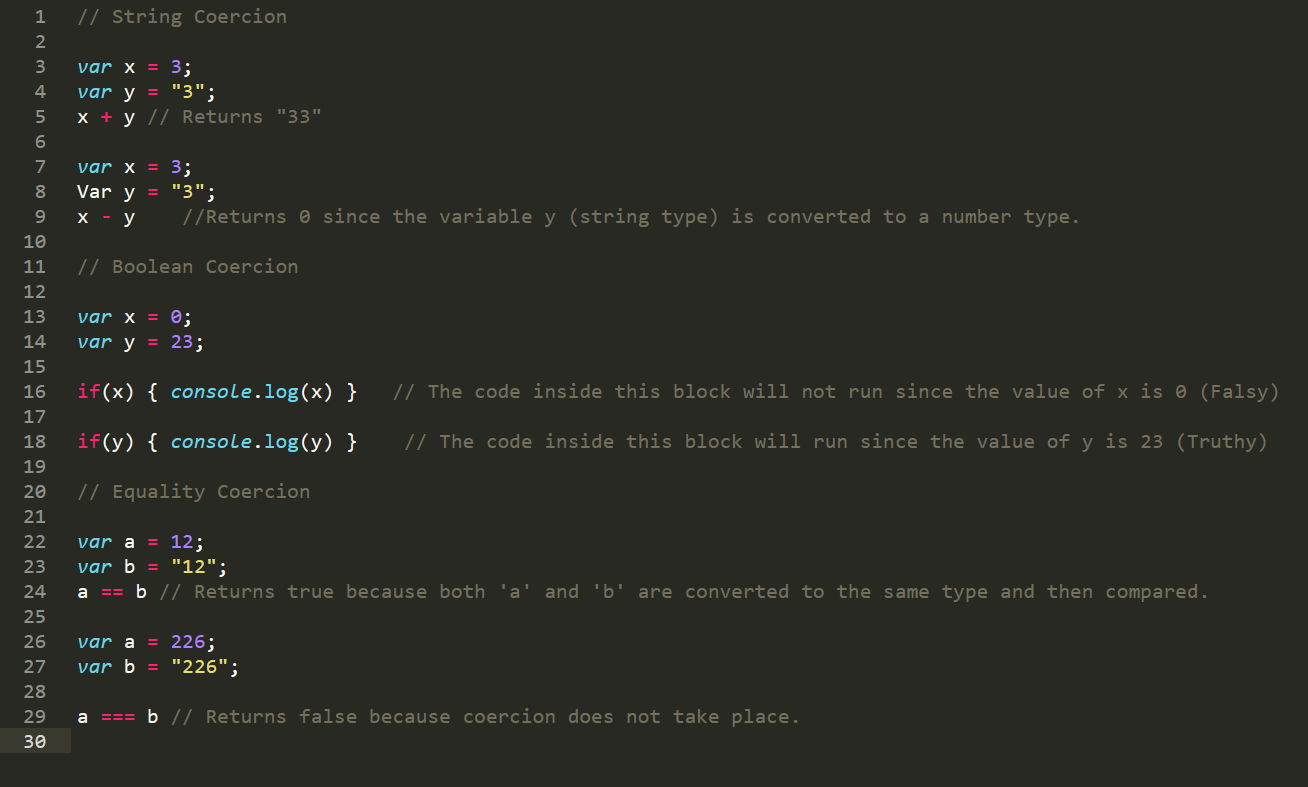 1 // String Coercion
2
3 var x = 3;
4 var y = "3";
5 x + y // Returns "33"
6
7 var x = 3;
8 Var y = "3";
9 x - y    //Returns 0 since the variable y (string type) is converted to a number type.
10
11 // Boolean Coercion
12
13 var x = 0;
14 var y = 23;
15
16 if(x) { console.log(x) }   // The code inside this block will not run since the value of x is 0 (Falsy)
17
18 if(y) { console.log(y) }    // The code inside this block will run since the value of y is 23 (Truthy)
19
20 // Equality Coercion
21
22 var a = 12;
23 var b = "12";
24 a == b // Returns true because both 'a' and 'b' are converted to the same type and then compared.
25
26 var a = 226;
27 var b = "226";
28
29 a === b // Returns false because coercion does not take place.
30